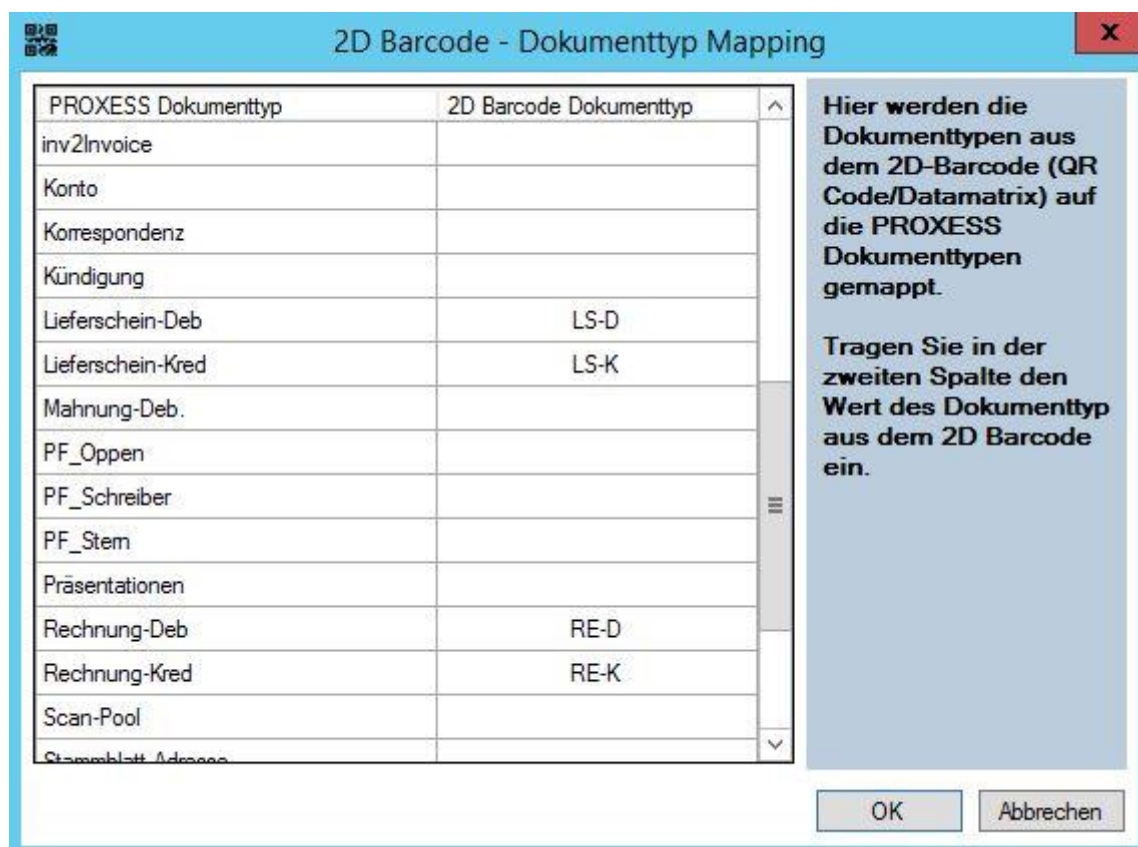 2D Barcode - Dokumenttyp Mapping
x
PROXESS Dokumenttyp 2D Barcode Dokumenttyp
inv2Invoice
Konto
Korrespondenz
Kündigung
Lieferschein-Deb LS-D
Lieferschein-Kred LS-K
Mahnung-Deb.
PF_Oppen
PF_Schreiber
PF_Stern
Präsentationen
Rechnung-Deb RE-D
Rechnung-Kred RE-K
Scan-Pool
Stammblatt Adresse
Hier werden die
Dokumenttypen aus
dem 2D-Barcode (QR
Code/Datamatrix) auf
die PROXESS
Dokumenttypen
gemappt.
Tragen Sie in der
zweiten Spalte den
Wert des Dokumenttyp
aus dem 2D Barcode
ein.
OK Abbrechen